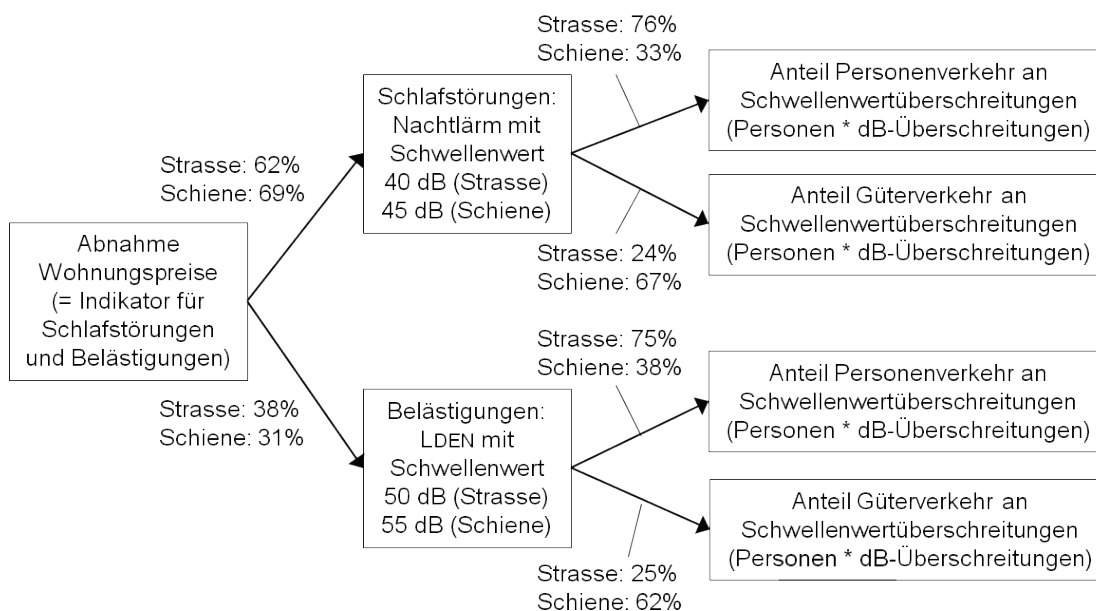 Strasse: 76%
Schiene: 33%
Anteil Personenverkehr an
Schwellenwertüberschreitungen
(Personen * dB-Überschreitungen)
Schlafstörungen:
Nachtlärm mit
Schwellenwert
40 dB (Strasse)
45 dB (Schiene)
Strasse: 62%
Schiene: 69%
Anteil Güterverkehr an
Schwellenwertüberschreitungen
(Personen * dB-Überschreitungen)
Strasse: 24%
Schiene: 67%
Abnahme
Wohnungspreise
(= Indikator für
Schlafstörungen
und Belästigungen)
Strasse: 75%
Schiene: 38%
Anteil Personenverkehr an
Schwellenwertüberschreitungen
(Personen * dB-Überschreitungen)
Strasse: 38%
Schiene: 31%
Belästigungen:
LDEN mit
Schwellenwert
50 dB (Strasse)
55 dB (Schiene)
Anteil Güterverkehr an
Schwellenwertüberschreitungen
(Personen * dB-Überschreitungen)
Strasse: 25%
Schiene: 62%